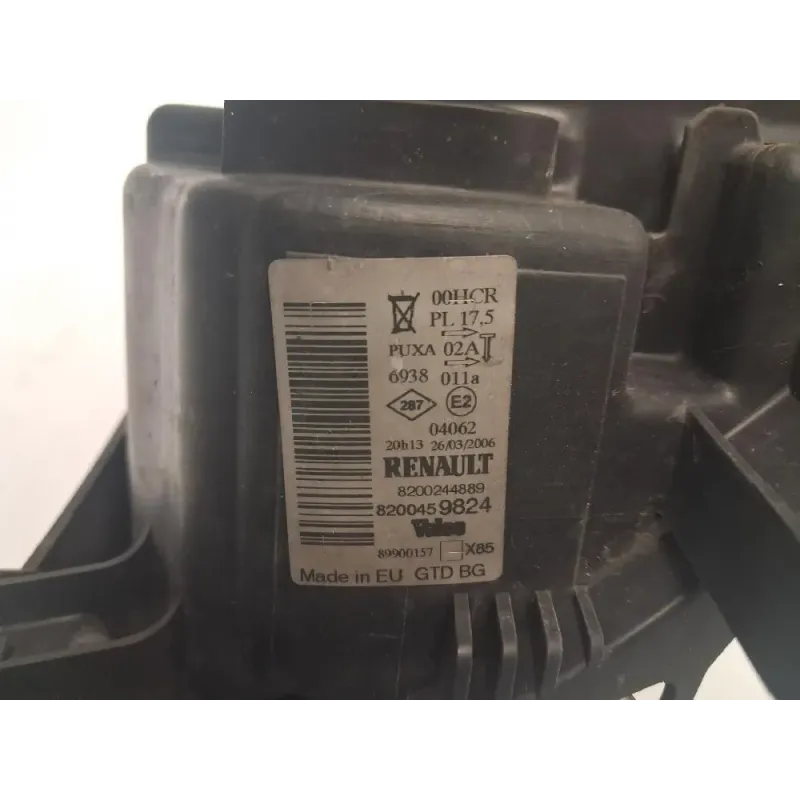 00HCR
PL 17,5
PUXA 02A
6938 011a
287 E2
04062
20h13 26/03/2006
RENAULT
8200244889
8200459824
Valeo
89900157 X85
Made in EU GTD BG